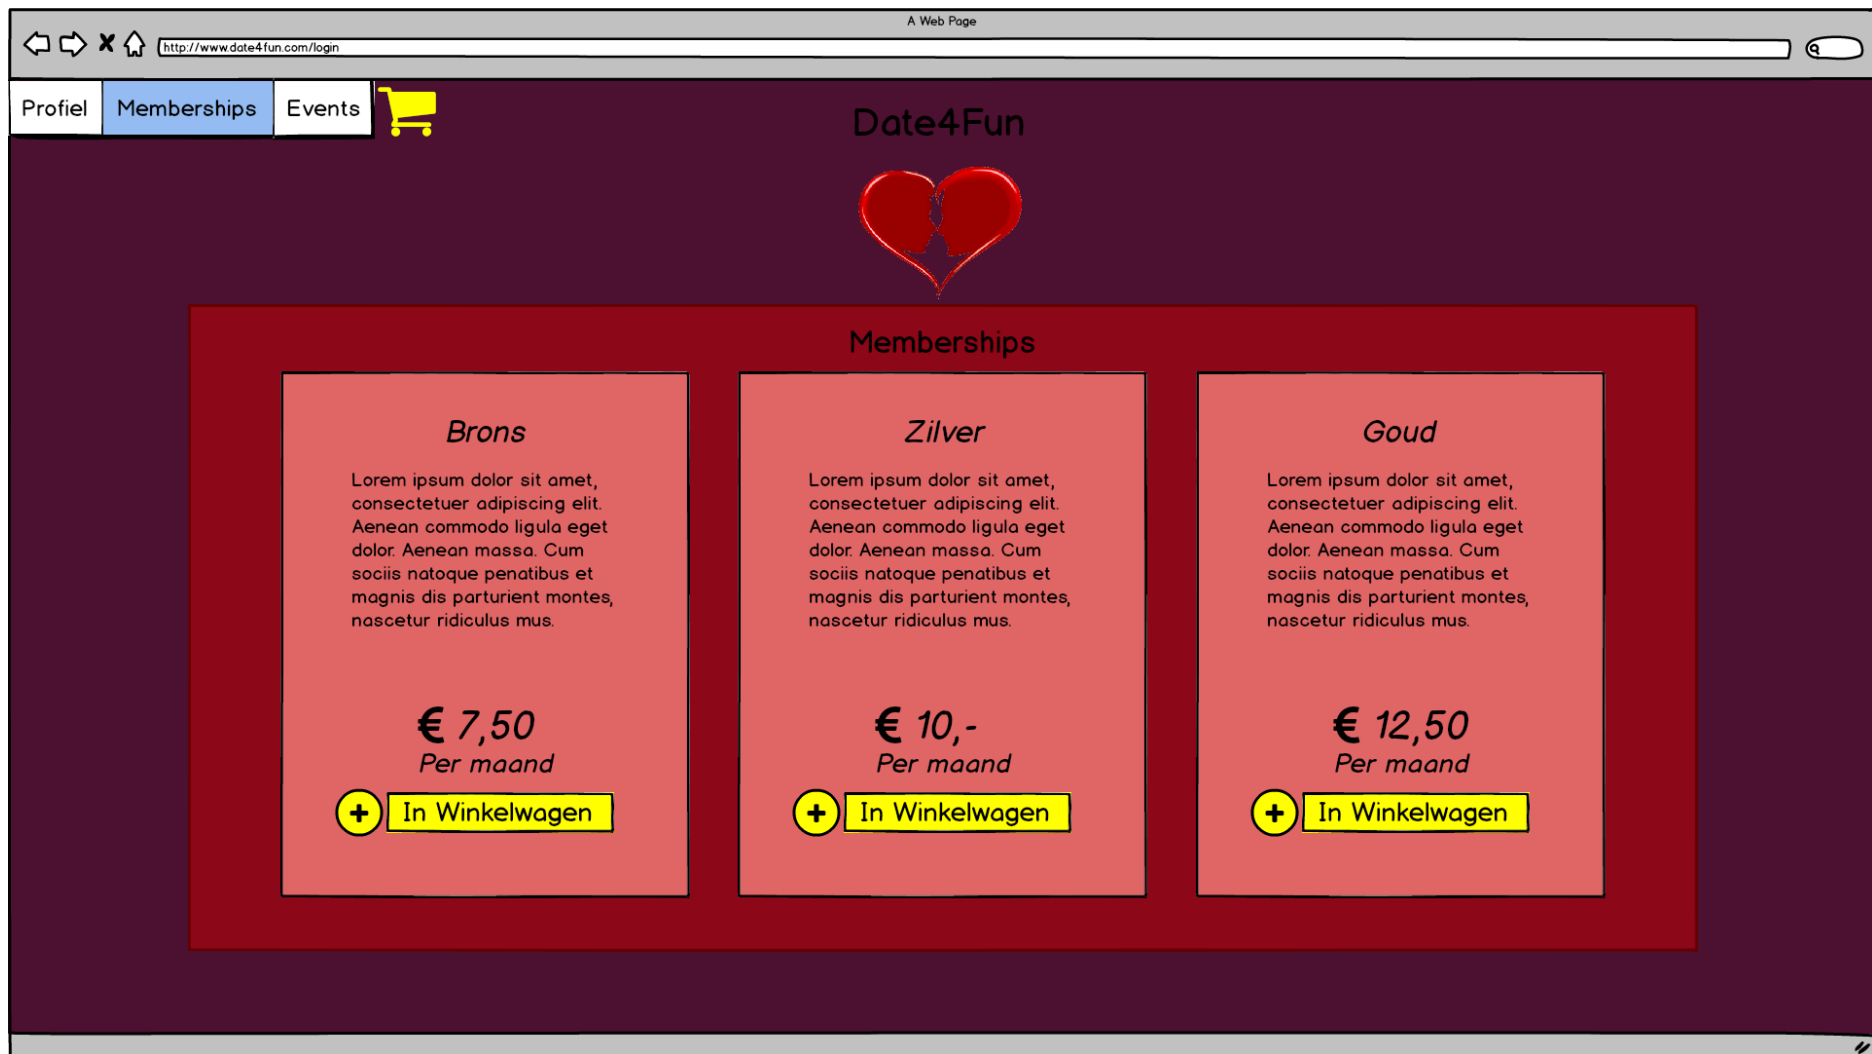 A Web Page
http://www.date4fun.com/login
Profiel
Memberships
Events
Date4Fun
Memberships
Brons
Lorem ipsum dolor sit amet,
consectetuer adipiscing elit.
Aenean commodo ligula eget
dolor. Aenean massa. Cum
sociis natoque penatibus et
magnis dis parturient montes,
nascetur ridiculus mus.
€ 7,50
Per maand
+ In Winkelwagen
Zilver
Lorem ipsum dolor sit amet,
consectetuer adipiscing elit.
Aenean commodo ligula eget
dolor. Aenean massa. Cum
sociis natoque penatibus et
magnis dis parturient montes,
nascetur ridiculus mus.
€ 10,-
Per maand
+ In Winkelwagen
Goud
Lorem ipsum dolor sit amet,
consectetuer adipiscing elit.
Aenean commodo ligula eget
dolor. Aenean massa. Cum
sociis natoque penatibus et
magnis dis parturient montes,
nascetur ridiculus mus.
€ 12,50
Per maand
+ In Winkelwagen